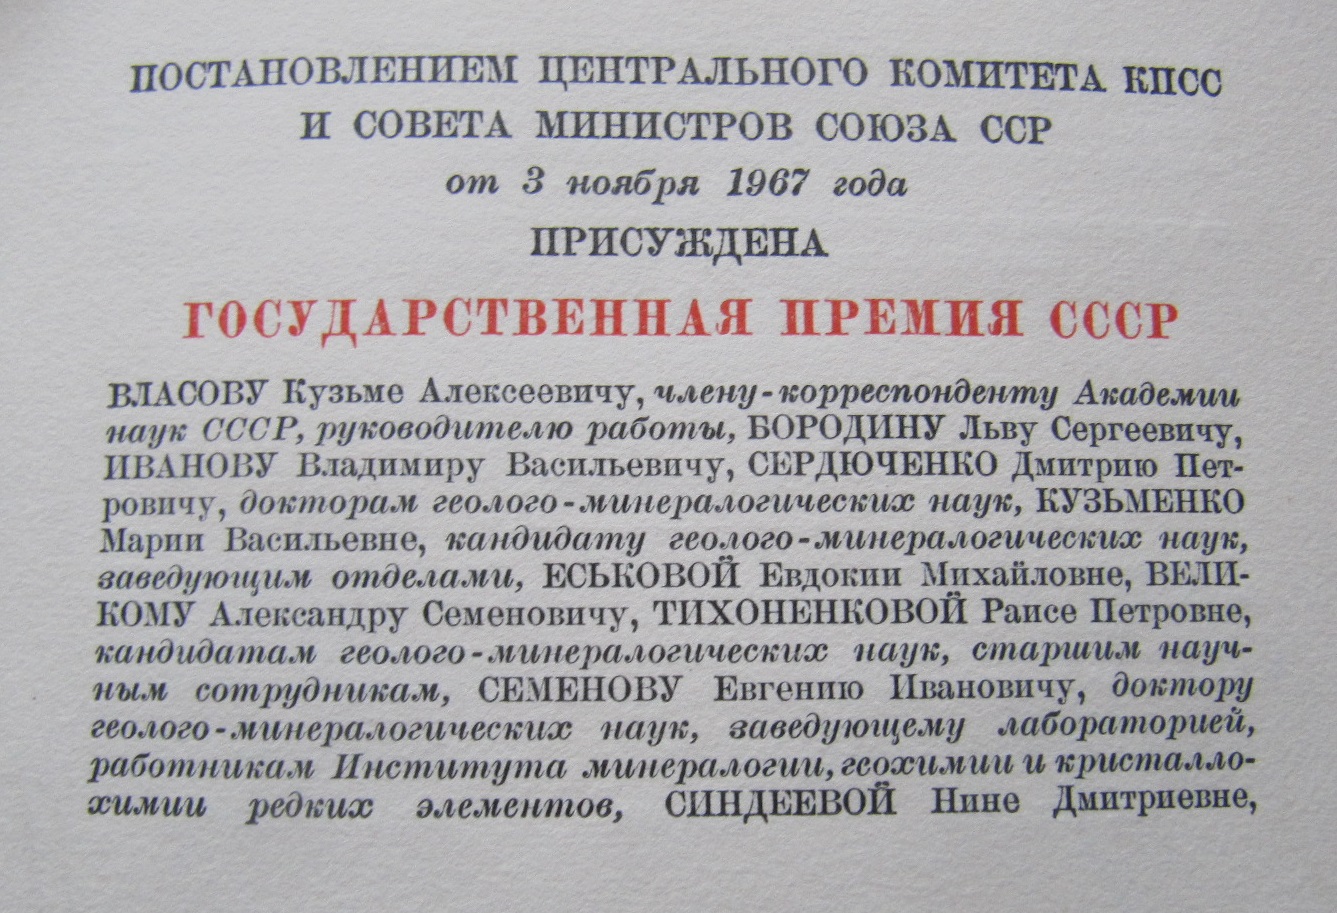 ПОСТАНОВЛЕНИЕМ ЦЕНТРАЛЬНОГО КОМИТЕТА КПСС
И СОВЕТА МИНИСТРОВ СОЮЗА ССР
от 3 ноября 1967 года
ПРИСУЖДЕНА
ГОСУДАРСТВЕННАЯ ПРЕМИЯ СССР
ВЛАСОВУ Кузьме Алексеевичу, члену-корреспонденту Академии
наук СССР, руководителю работы, БОРОДИНУ Льву Сергеевичу,
ИВАНОВУ Владимиру Васильевичу, СЕРДЮЧЕНКО Дмитрию Пет-
ровичу, докторам геолого-минералогических наук, КУЗЬМЕНКО
Марии Васильевне, кандидату геолого-минералогических наук,
заведующим отделами, ЕСЬКОВОЙ Евдокии Михайловне, ВЕЛИ-
КОМУ Александру Семеновичу, ТИХОНЕНКОВОЙ Раисе Петровне,
кандидатам геолого-минералогических наук, старшим науч-
ным сотрудникам, СЕМЕНОВУ Евгению Ивановичу, доктору
геолого-минералогических наук, заведующему лабораторией,
работникам Института минералогии, геохимии и кристалло-
химии редких элементов, СИНДЕЕВОЙ Нине Дмитриевне,